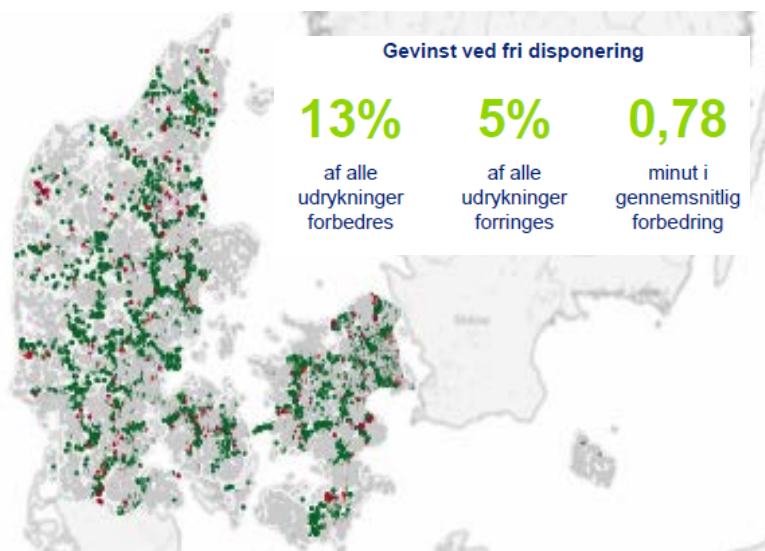 Gevinst ved fri disponering
13%
5%
0,78
af alle
udrykninger
forbedres
af alle
udrykninger
forringes
minut i
gennemsnitlig
forbedring